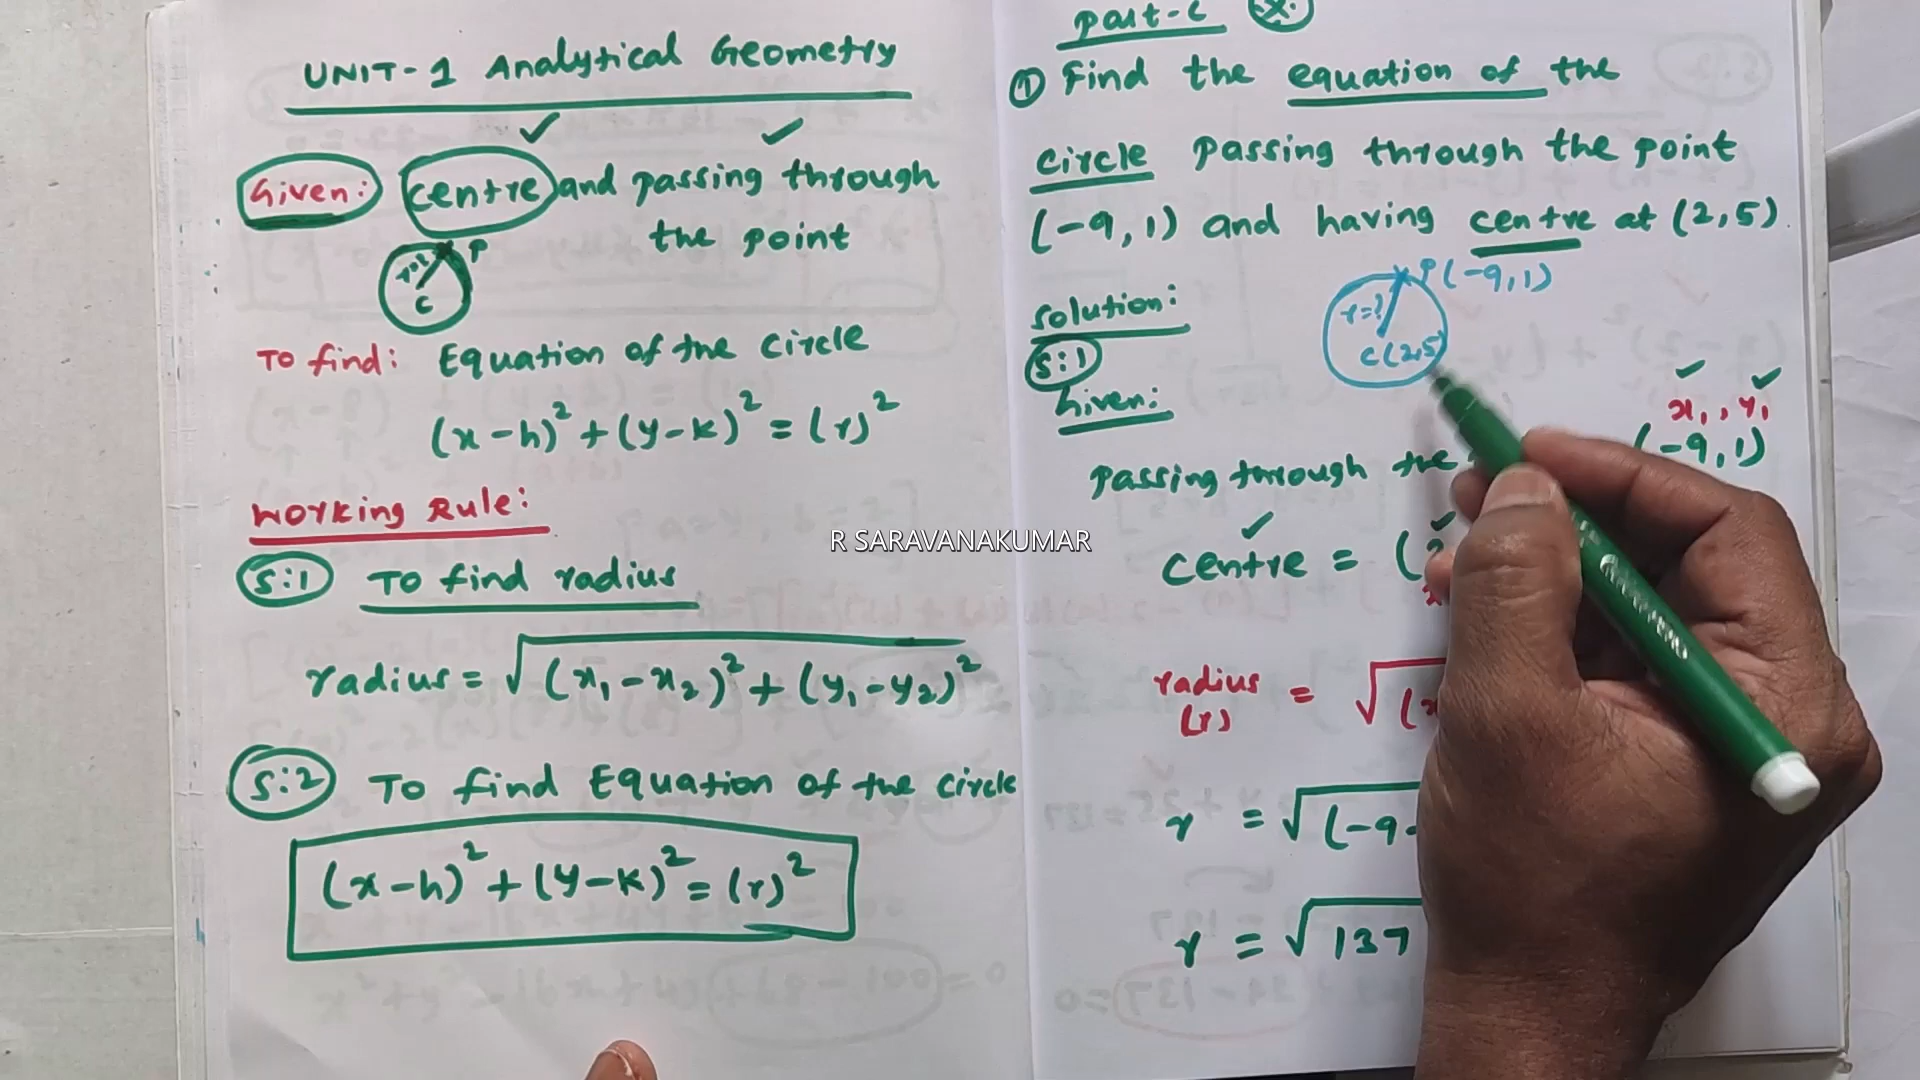 UNIT-1 Analytical Geometry
Given: centre and passing through
the point
r=? P
C
To find: Equation of the circle
(x-h)² + (y-k)² = (r)²
Working Rule:
S:1 To find radius
radius = √(x₁-x₂)² + (y₁-y₂)²
S:2 To find Equation of the circle
(x-h)² + (y-k)² = (r)²
Part-C
① Find the equation of the
circle passing through the point
(-9,1) and having centre at (2,5).
P(-9,1)
r=?
C(2,5)
Solution:
S:1
Given:
x₁, y₁
Passing through the (-9,1)
centre = (2
radius (r) = √(x
r = √(-9-
r = √137
R SARAVANAKUMAR